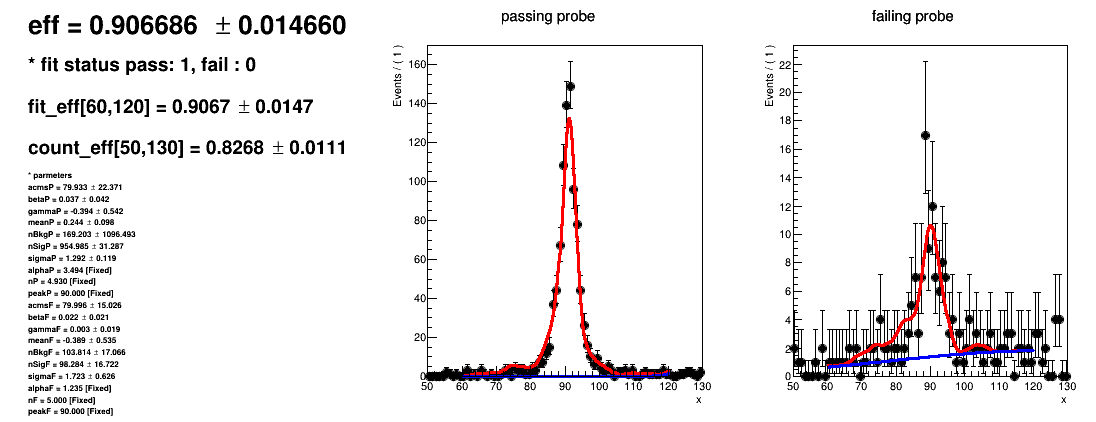 eff = 0.906686 ± 0.014660
* fit status pass: 1, fail : 0
fit_eff[60,120] = 0.9067 ± 0.0147
count_eff[50,130] = 0.8268 ± 0.0111
* parmeters
acmsP = 79.933 ± 22.371
betaP = 0.037 ± 0.042
gammaP = -0.394 ± 0.542
meanP = 0.244 ± 0.098
nBkgP = 169.203 ± 1096.493
nSigP = 954.985 ± 31.287
sigmaP = 1.292 ± 0.119
alphaP = 3.494 [Fixed]
nP = 4.930 [Fixed]
peakP = 90.000 [Fixed]
acmsF = 79.996 ± 15.026
betaF = 0.022 ± 0.021
gammaF = 0.003 ± 0.019
meanF = -0.389 ± 0.535
nBkgF = 103.814 ± 17.066
nSigF = 98.284 ± 16.722
sigmaF = 1.723 ± 0.626
alphaF = 1.235 [Fixed]
nF = 5.000 [Fixed]
peakF = 90.000 [Fixed]
passing probe
Events / ( 1 )
160
140
120
100
80
60
40
20
0
50 60 70 80 90 100 110 120 130
x
failing probe
Events / ( 1 )
22
20
18
16
14
12
10
8
6
4
2
0
50 60 70 80 90 100 110 120 130
x